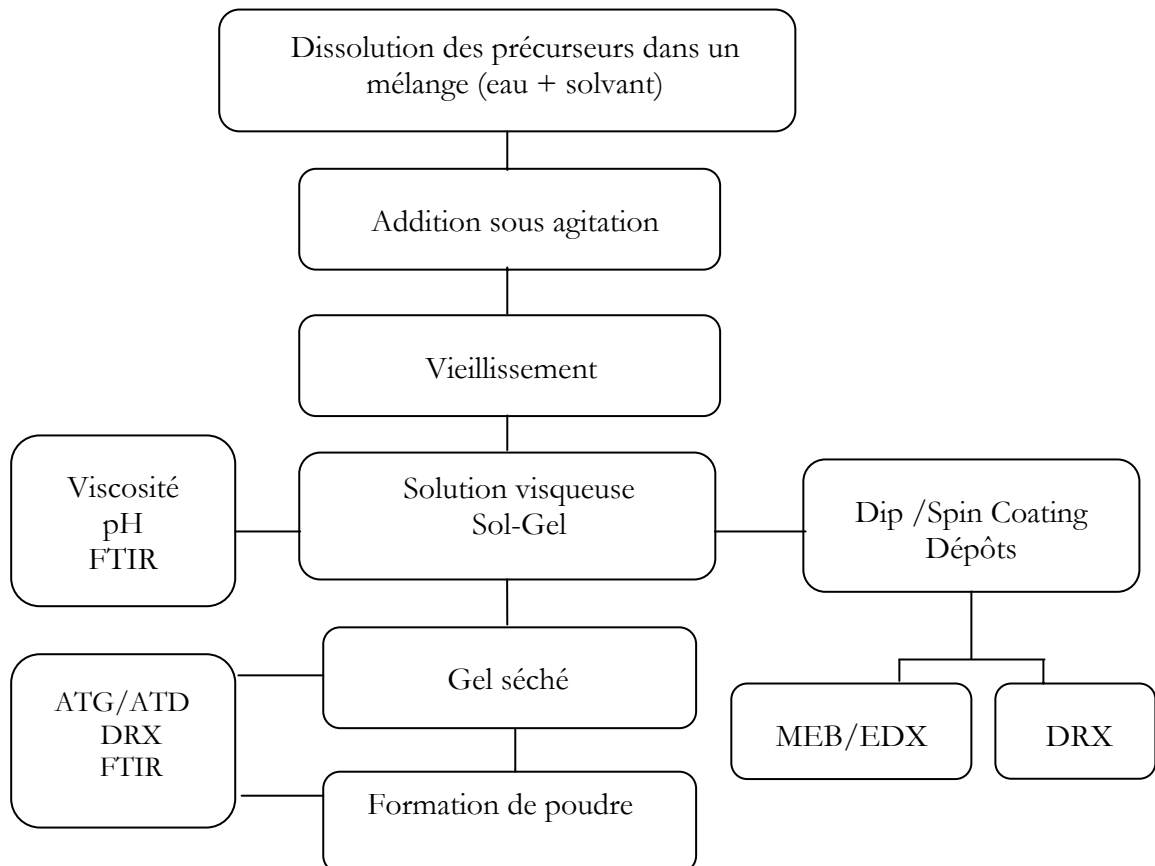 Dissolution des précurseurs dans un
mélange (eau + solvant)
Addition sous agitation
Vieillissement
Viscosité
pH
FTIR
Solution visqueuse
Sol-Gel
Dip /Spin Coating
Dépôts
ATG/ATD
DRX
FTIR
Gel séché
MEB/EDX
DRX
Formation de poudre